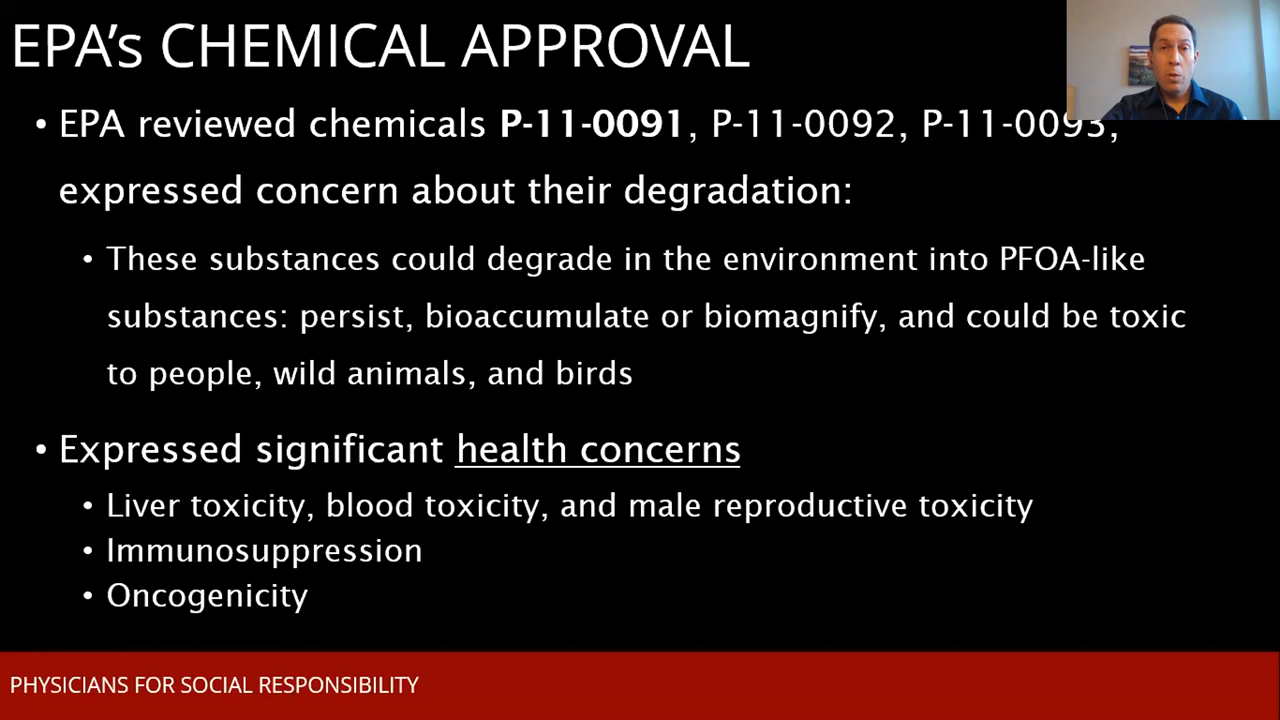 EPA's CHEMICAL APPROVAL
• EPA reviewed chemicals P-11-0091, P-11-0092, P-11-0093,
expressed concern about their degradation:
• These substances could degrade in the environment into PFOA-like
substances: persist, bioaccumulate or biomagnify, and could be toxic
to people, wild animals, and birds
• Expressed significant health concerns
• Liver toxicity, blood toxicity, and male reproductive toxicity
• Immunosuppression
• Oncogenicity
PHYSICIANS FOR SOCIAL RESPONSIBILITY